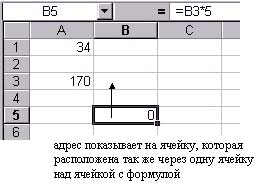 B5 = =B3*5
A B C
1 34
2
3 170
4
5 0
6
адрес показывает на ячейку, которая
расположена так же через одну ячейку
над ячейкой с формулой